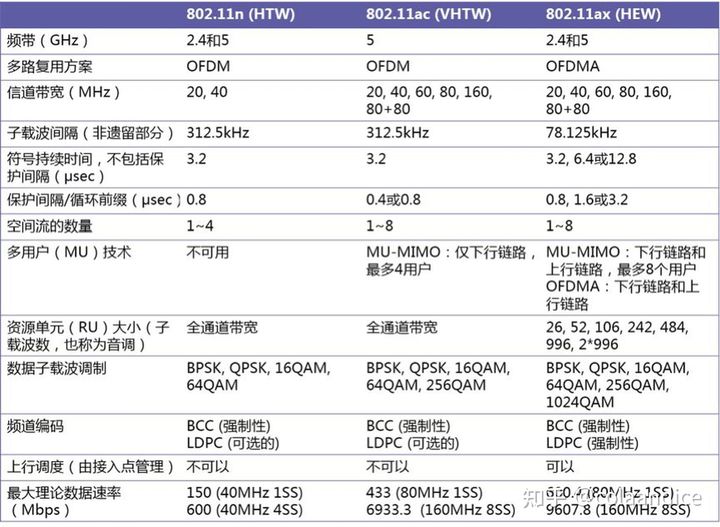 802.11n (HTW) 802.11ac (VHTW) 802.11ax (HEW)
频带（GHz） 2.4和5 5 2.4和5
多路复用方案 OFDM OFDM OFDMA
信道带宽（MHz） 20, 40 20, 40, 60, 80, 160, 20, 40, 60, 80, 160,
80+80 80+80
子载波间隔（非遗留部分） 312.5kHz 312.5kHz 78.125kHz
符号持续时间，不包括保 3.2 3.2 3.2, 6.4或12.8
护间隔（μsec）
保护间隔/循环前缀（μsec） 0.8 0.4或0.8 0.8, 1.6或3.2
空间流的数量 1~4 1~8 1~8
多用户（MU）技术 不可用 MU-MIMO：仅下行链路， MU-MIMO：下行链路和
最多4用户 上行链路，最多8个用户
OFDMA：下行链路和上
行链路
资源单元（RU）大小（子 全通道带宽 全通道带宽 26, 52, 106, 242, 484,
载波数，也称为音调） 996, 2*996
数据子载波调制 BPSK, QPSK, 16QAM, BPSK, QPSK, 16QAM, BPSK, QPSK, 16QAM,
64QAM 64QAM, 256QAM 64QAM, 256QAM,
1024QAM
频道编码 BCC (强制性) BCC (强制性) BCC (强制性)
LDPC (可选的) LDPC (可选的) LDPC (强制性)
上行调度（由接入点管理） 不可以 不可以 可以
最大理论数据速率 150 (40MHz 1SS) 433 (80MHz 1SS) (80MHz 1SS)
（Mbps） 600 (40MHz 4SS) 6933.3 (160MHz 8SS) 9607.8 (160MHz 8SS)
知乎